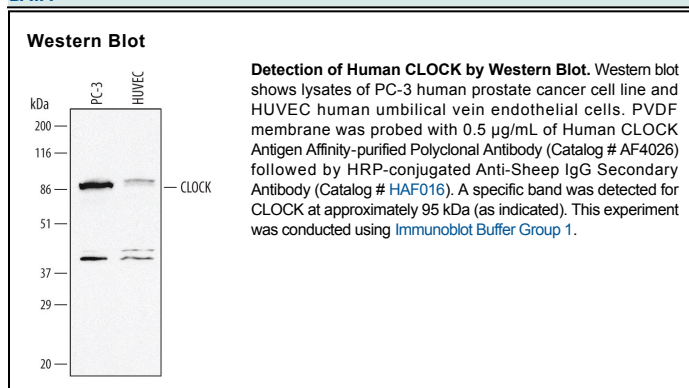 Western Blot
PC-3
HUVEC
kDa
200
116
86
51
37
29
20
CLOCK
Detection of Human CLOCK by Western Blot. Western blot
shows lysates of PC-3 human prostate cancer cell line and
HUVEC human umbilical vein endothelial cells. PVDF
membrane was probed with 0.5 µg/mL of Human CLOCK
Antigen Affinity-purified Polyclonal Antibody (Catalog # AF4026)
followed by HRP-conjugated Anti-Sheep IgG Secondary
Antibody (Catalog # HAF016). A specific band was detected for
CLOCK at approximately 95 kDa (as indicated). This experiment
was conducted using Immunoblot Buffer Group 1.